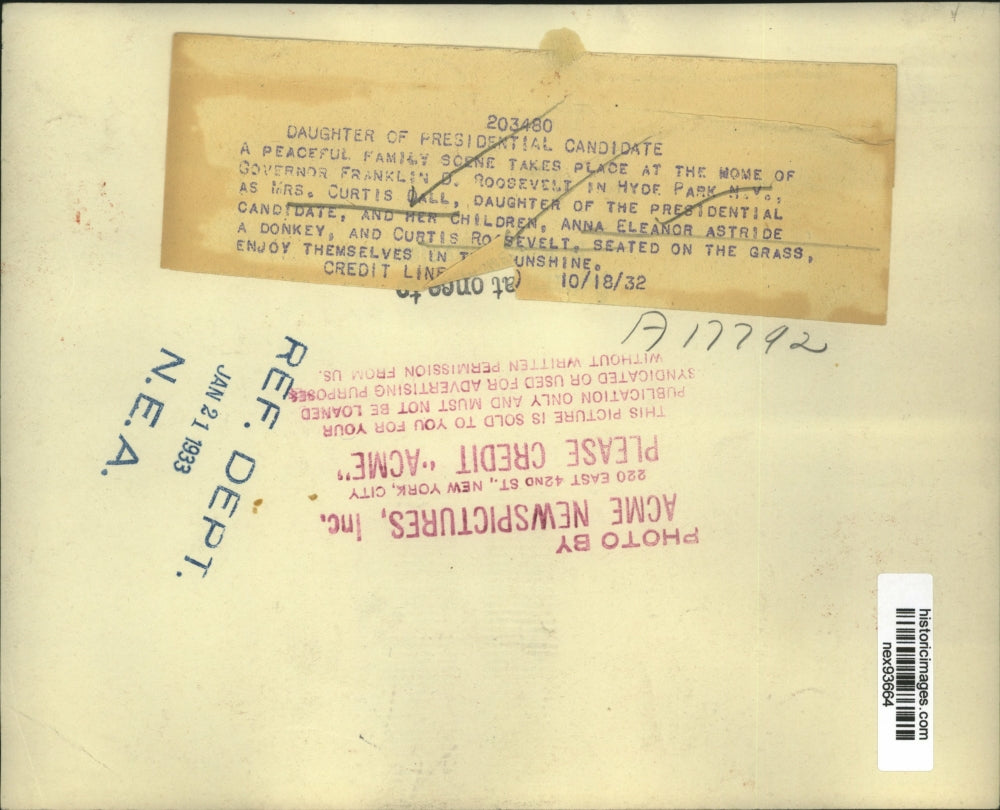 203480
DAUGHTER OF PRESIDENTIAL CANDIDATE
A PEACEFUL FAMILY SCENE TAKES PLACE AT THE HOME OF
GOVERNOR FRANKLIN D. ROOSEVELT IN HYDE PARK N.Y.,
AS MRS. CURTIS DALL, DAUGHTER OF THE PRESIDENTIAL
CANDIDATE, AND HER CHILDREN, ANNA ELEANOR ASTRIDE
A DONKEY, AND CURTIS ROOSEVELT, SEATED ON THE GRASS,
ENJOY THEMSELVES IN UNSHINE.
CREDIT LINE ( 10/18/32
at once to
A 17792
REF. DEPT.
JAN 21 1933
N.E.A.
PHOTO BY
ACME NEWSPICTURES, Inc.
220 EAST 42ND ST., NEW YORK, CITY
PLEASE CREDIT "ACME"
THIS PICTURE IS SOLD TO YOU FOR YOUR
PUBLICATION ONLY AND MUST NOT BE LOANED
SYNDICATED OR USED FOR ADVERTISING PURPOSES
WITHOUT WRITTEN PERMISSION FROM US.
historicimages.com
nex93664